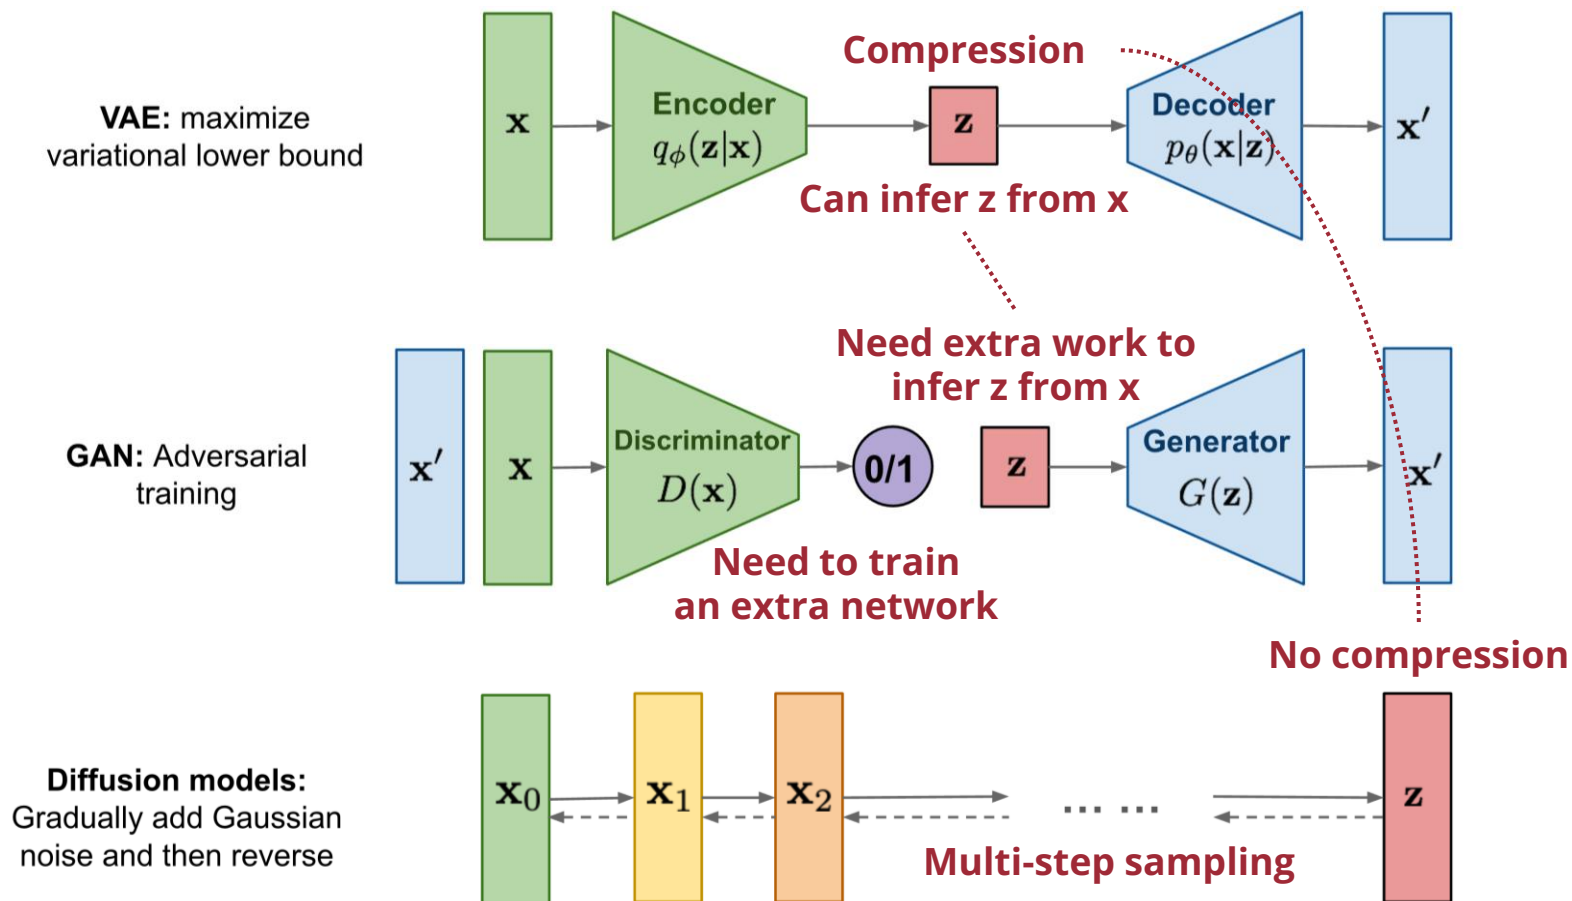 Compression
VAE: maximize
variational lower bound
x
Encoder
qϕ(z|x)
z
Decoder
pθ(x|z)
x′
Can infer z from x
Need extra work to
infer z from x
GAN: Adversarial
training
x′
x
Discriminator
D(x)
0/1
z
Generator
G(z)
x′
Need to train
an extra network
No compression
Diffusion models:
Gradually add Gaussian
noise and then reverse
x₀
x₁
x₂
... ...
z
Multi-step sampling